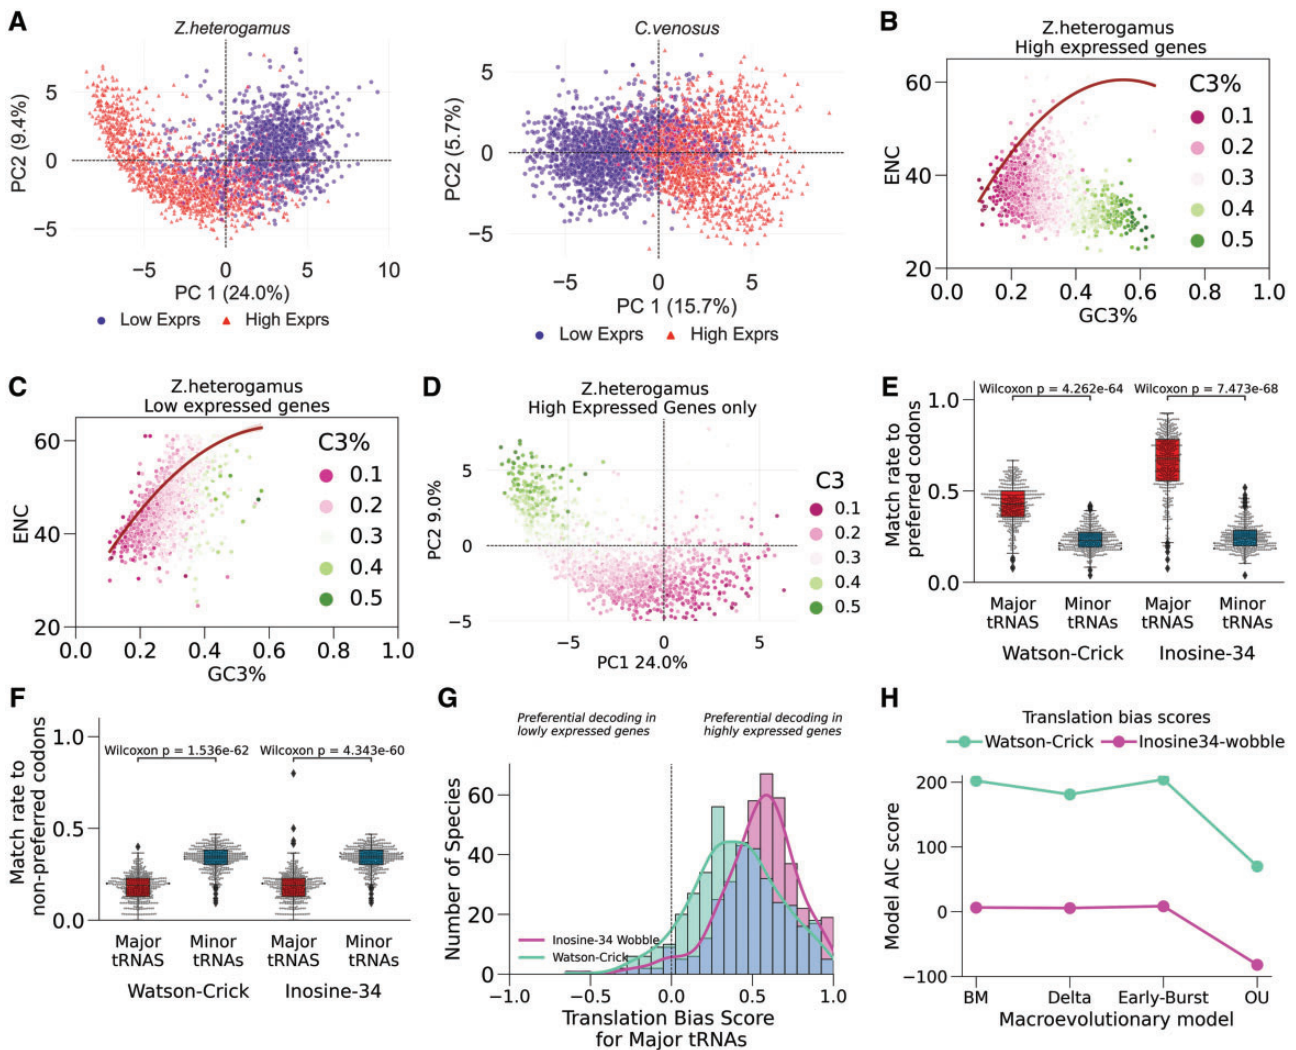 A
Z.heterogamus
PC2 (9.4%)
5
0
−5
−5
0
5
10
PC 1 (24.0%)
Low Exprs
High Exprs
C.venosus
PC2 (5.7%)
5
0
−5
−5
0
5
PC 1 (15.7%)
Low Exprs
High Exprs
B
Z.heterogamus
High expressed genes
ENC
60
40
20
0.0
0.2
0.4
0.6
0.8
1.0
GC3%
C3%
0.1
0.2
0.3
0.4
0.5
C
Z.heterogamus
Low expressed genes
ENC
60
40
20
0.0
0.2
0.4
0.6
0.8
1.0
GC3%
C3%
0.1
0.2
0.3
0.4
0.5
D
Z.heterogamus
High Expressed Genes only
PC2 9.0%
5
0
−5
−5
0
5
PC1 24.0%
C3
0.1
0.2
0.3
0.4
0.5
E
Wilcoxon p = 4.262e-64
Wilcoxon p = 7.473e-68
Match rate to
preferred codons
1.0
0.5
0.0
Major
tRNAS
Minor
tRNAs
Major
tRNAS
Minor
tRNAs
Watson-Crick
Inosine-34
F
Wilcoxon p = 1.536e-62
Wilcoxon p = 4.343e-60
Match rate to
non-preferred codons
1.0
0.5
0.0
Major
tRNAS
Minor
tRNAs
Major
tRNAS
Minor
tRNAs
Watson-Crick
Inosine-34
G
Preferential decoding in
lowly expressed genes
Preferential decoding in
highly expressed genes
Number of Species
60
40
20
0
Inosine-34 Wobble
Watson-Crick
−1.0
−0.5
0.0
0.5
1.0
Translation Bias Score
for Major tRNAs
H
Translation bias scores
Watson-Crick
Inosine34-wobble
Model AIC score
200
100
0
−100
BM
Delta
Early-Burst
OU
Macroevolutionary model